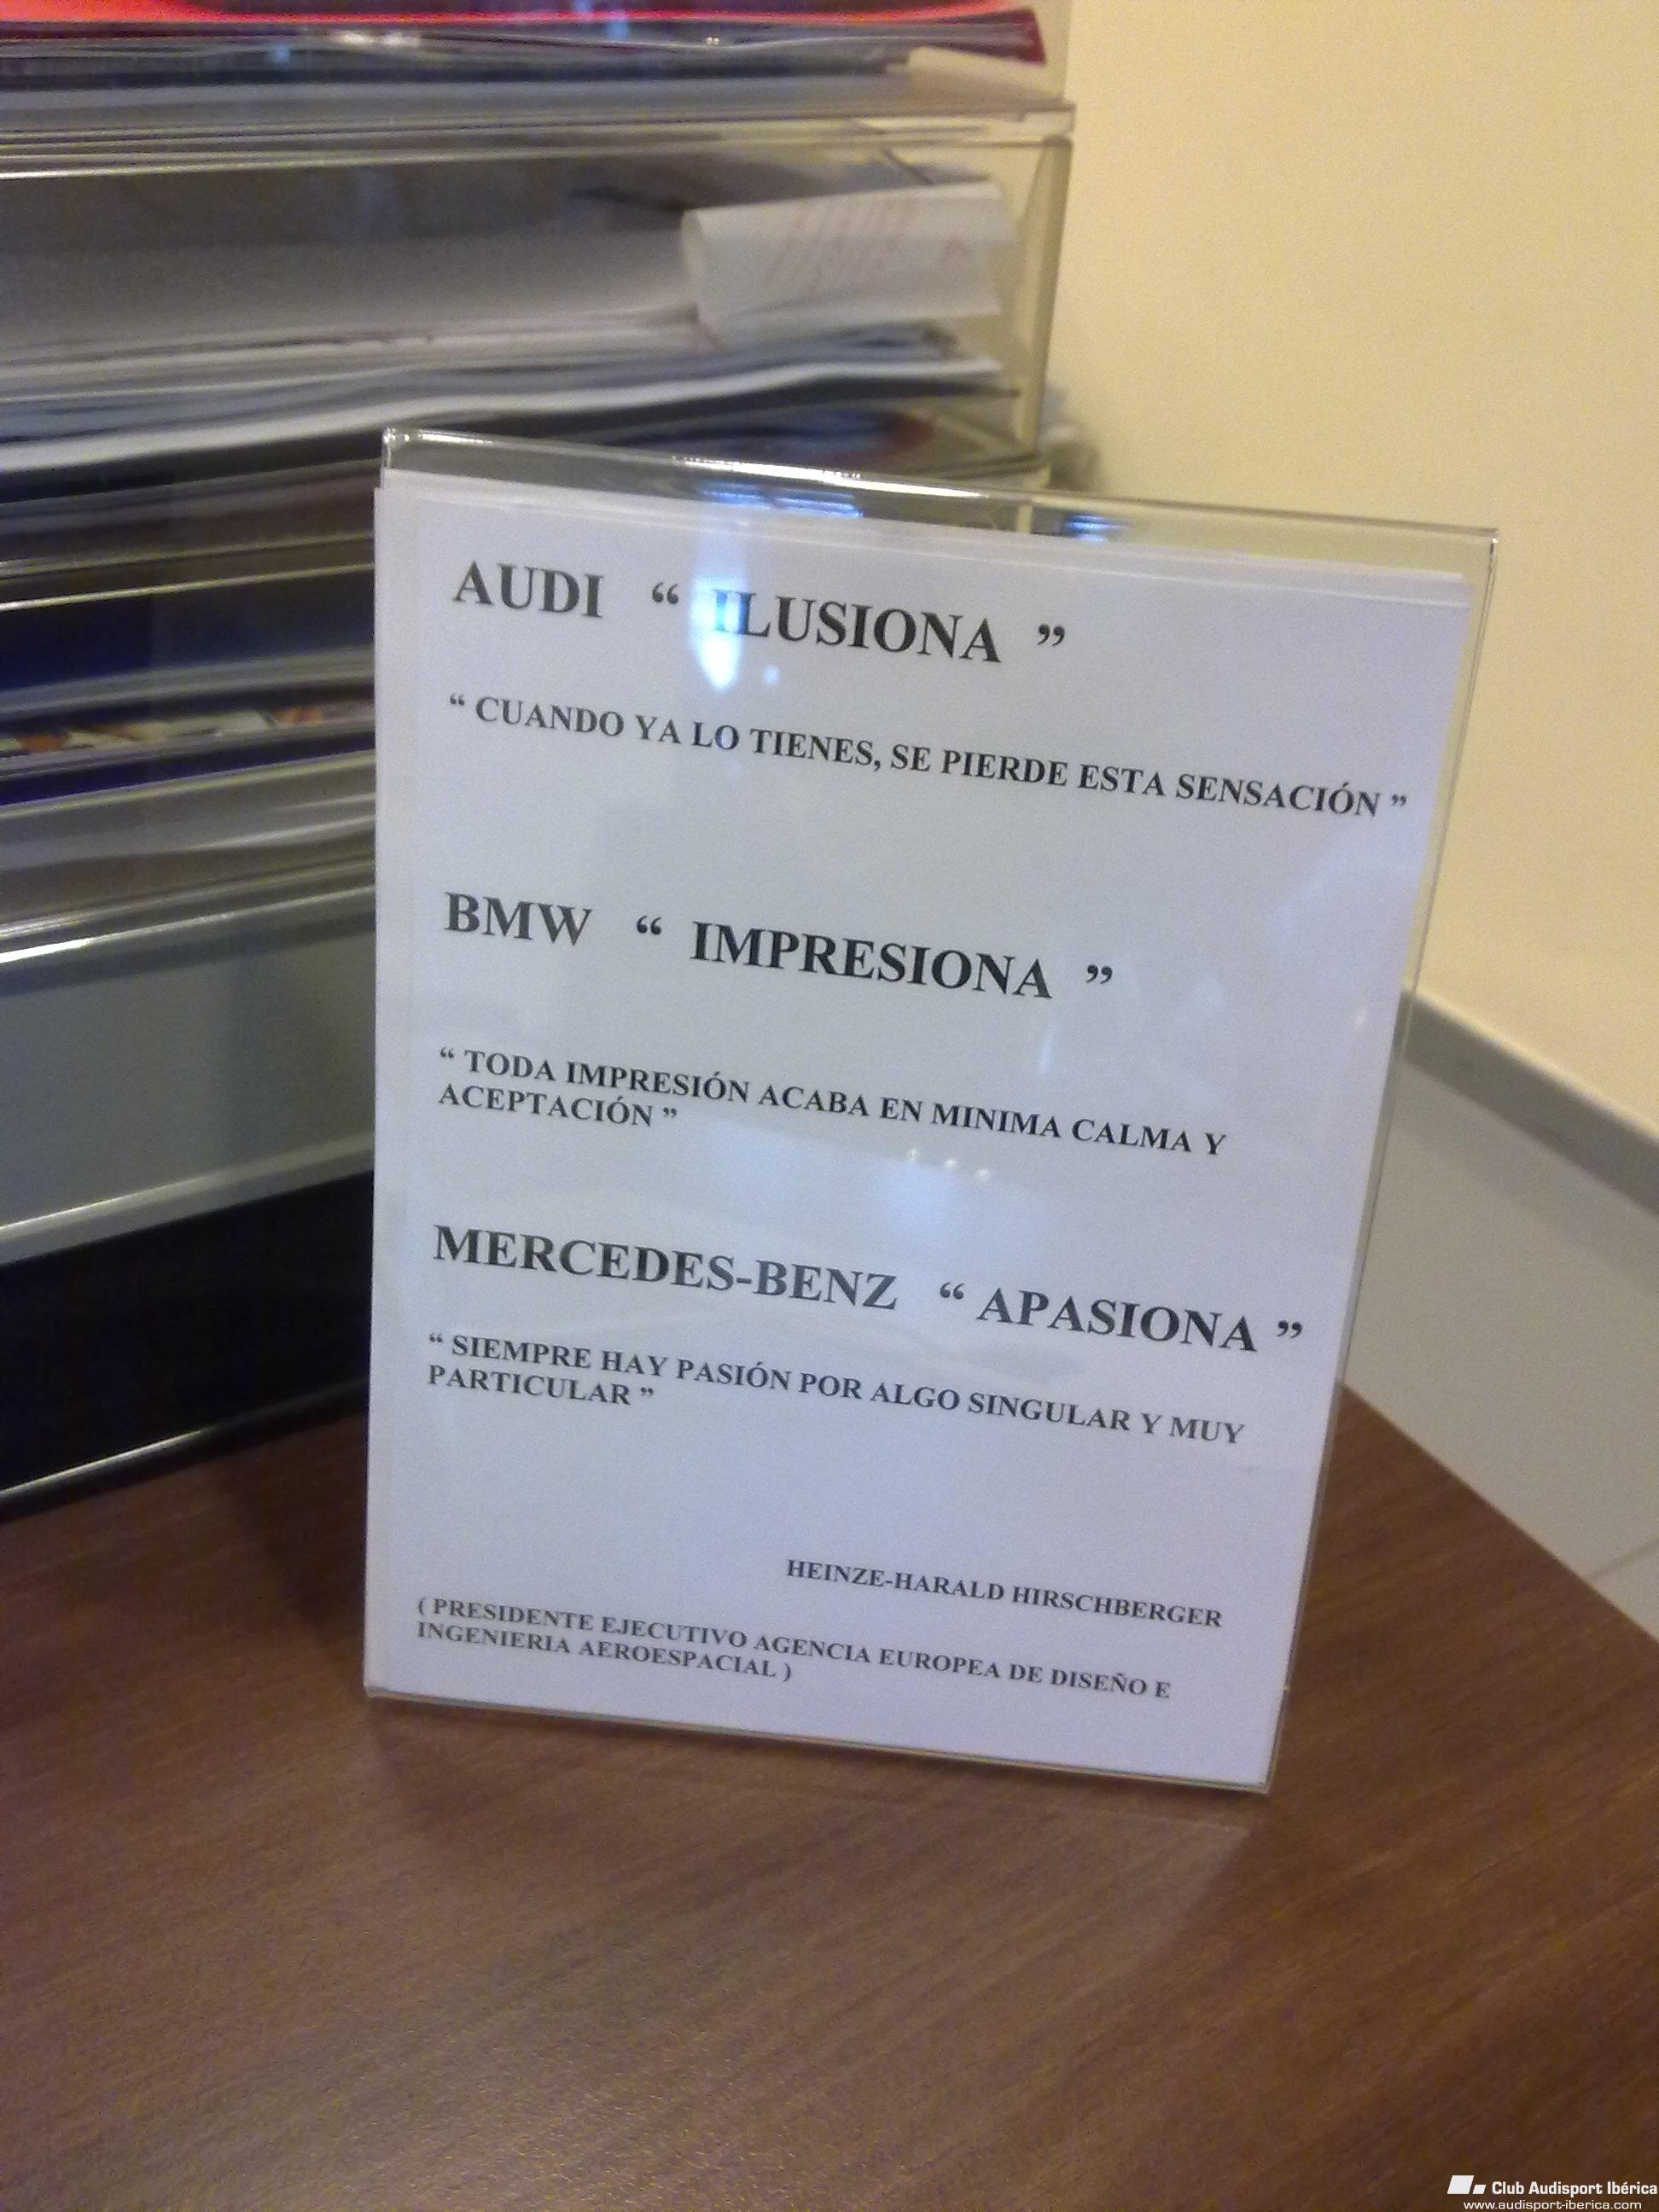 AUDI “ ILUSIONA ”
“ CUANDO YA LO TIENES, SE PIERDE ESTA SENSACIÓN ”
BMW “ IMPRESIONA ”
“ TODA IMPRESIÓN ACABA EN MINIMA CALMA Y
ACEPTACIÓN ”
MERCEDES-BENZ “ APASIONA ”
“ SIEMPRE HAY PASIÓN POR ALGO SINGULAR Y MUY
PARTICULAR ”
HEINZE-HARALD HIRSCHBERGER
( PRESIDENTE EJECUTIVO AGENCIA EUROPEA DE DISEÑO E
INGENIERIA AEROESPACIAL )
Club Audisport Ibérica
www.audisport-iberica.com